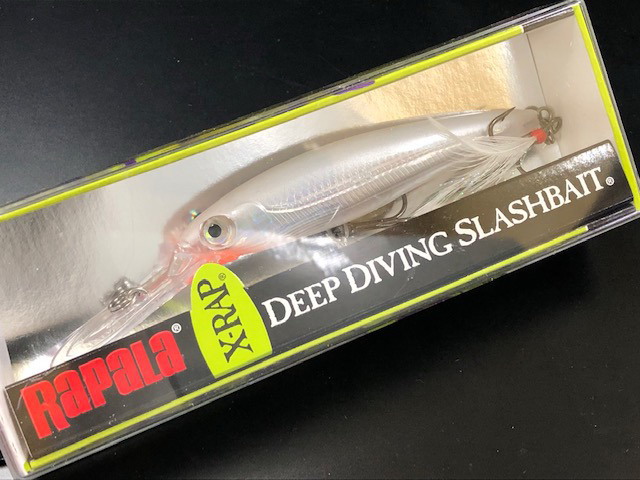 Rapala®
X-RAP®
DEEP DIVING SLASHBAIT®